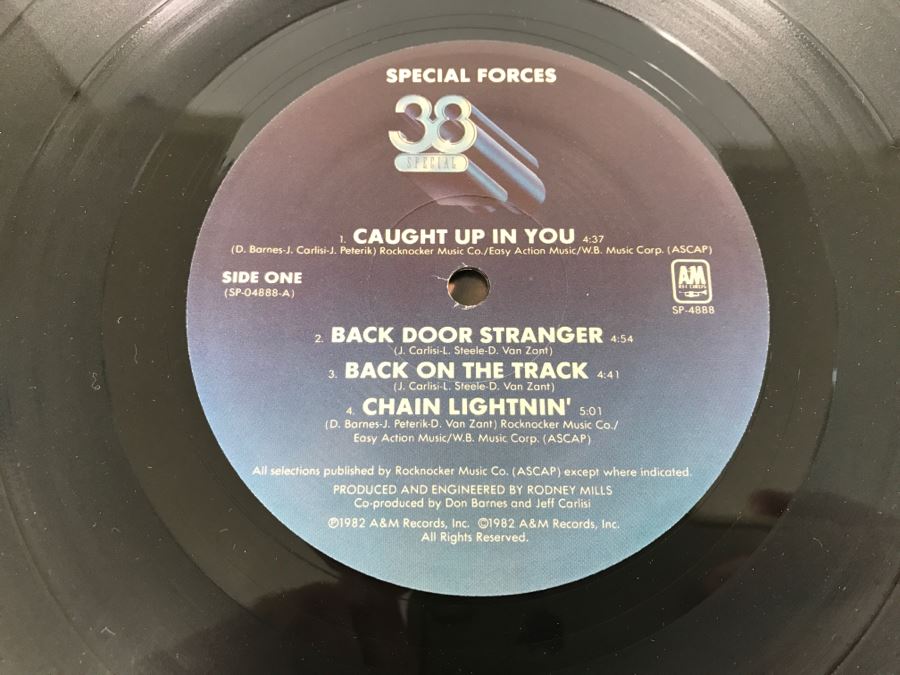 SPECIAL FORCES
38
SPECIAL
1. CAUGHT UP IN YOU 4:37
(D. Barnes-J. Carlisi-J. Peterik) Rocknocker Music Co./Easy Action Music/W.B. Music Corp. (ASCAP)
SIDE ONE
(SP-04888-A)
A&M
RECORDS
SP-4888
2. BACK DOOR STRANGER 4:54
(J. Carlisi-L. Steele-D. Van Zant)
3. BACK ON THE TRACK 4:41
(J. Carlisi-L. Steele-D. Van Zant)
4. CHAIN LIGHTNIN' 5:01
(D. Barnes-J. Peterik-D. Van Zant) Rocknocker Music Co./
Easy Action Music/W.B. Music Corp. (ASCAP)
All selections published by Rocknocker Music Co. (ASCAP) except where indicated.
PRODUCED AND ENGINEERED BY RODNEY MILLS
Co-produced by Don Barnes and Jeff Carlisi
℗1982 A&M Records, Inc. ©1982 A&M Records, Inc.
All Rights Reserved.